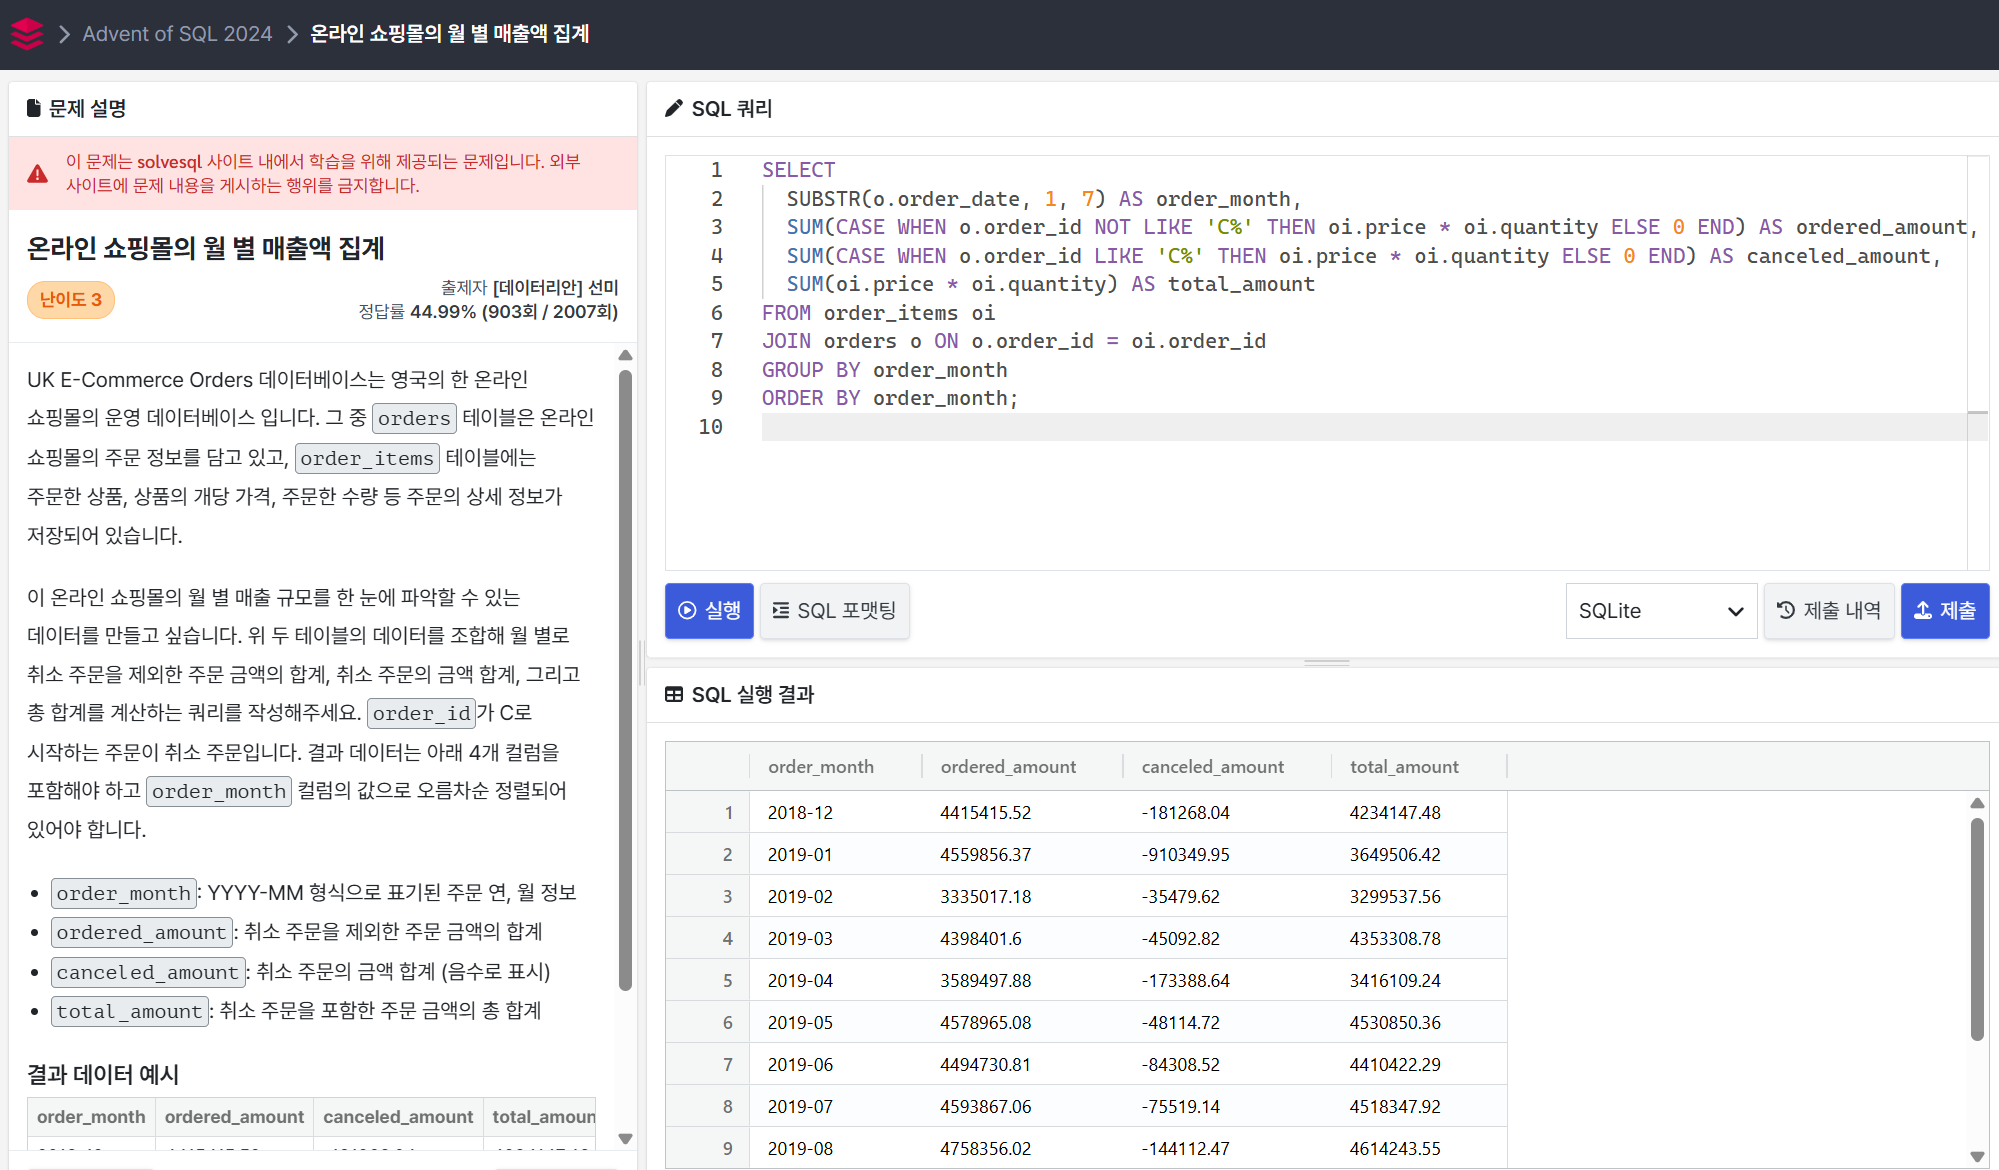 Advent of SQL 2024
온라인 쇼핑몰의 월 별 매출액 집계
문제 설명
이 문제는 solvesql 사이트 내에서 학습을 위해 제공되는 문제입니다. 외부
사이트에 문제 내용을 게시하는 행위를 금지합니다.
온라인 쇼핑몰의 월 별 매출액 집계
난이도 3
출제자 [데이터리안] 선미
정답률 44.99% (903회 / 2007회)
UK E-Commerce Orders 데이터베이스는 영국의 한 온라인
쇼핑몰의 운영 데이터베이스 입니다. 그 중 orders 테이블은 온라인
쇼핑몰의 주문 정보를 담고 있고, order_items 테이블에는
주문한 상품, 상품의 개당 가격, 주문한 수량 등 주문의 상세 정보가
저장되어 있습니다.
이 온라인 쇼핑몰의 월 별 매출 규모를 한 눈에 파악할 수 있는
데이터를 만들고 싶습니다. 위 두 테이블의 데이터를 조합해 월 별로
취소 주문을 제외한 주문 금액의 합계, 취소 주문의 금액 합계, 그리고
총 합계를 계산하는 쿼리를 작성해주세요. order_id가 C로
시작하는 주문이 취소 주문입니다. 결과 데이터는 아래 4개 컬럼을
포함해야 하고 order_month 컬럼의 값으로 오름차순 정렬되어
있어야 합니다.
order_month: YYYY-MM 형식으로 표기된 주문 연, 월 정보
ordered_amount: 취소 주문을 제외한 주문 금액의 합계
canceled_amount: 취소 주문의 금액 합계 (음수로 표시)
total_amount: 취소 주문을 포함한 주문 금액의 총 합계
결과 데이터 예시
order_month ordered_amount canceled_amount
SQL 쿼리
1 SELECT
2 SUBSTR(o.order_date, 1, 7) AS order_month,
3 SUM(CASE WHEN o.order_id NOT LIKE 'C%' THEN oi.price * oi.quantity ELSE 0 END) AS ordered_amount,
4 SUM(CASE WHEN o.order_id LIKE 'C%' THEN oi.price * oi.quantity ELSE 0 END) AS canceled_amount,
5 SUM(oi.price * oi.quantity) AS total_amount
6 FROM order_items oi
7 JOIN orders o ON o.order_id = oi.order_id
8 GROUP BY order_month
9 ORDER BY order_month;
10
실행 SQL 포맷팅 SQLite 제출 내역 제출
SQL 실행 결과
order_month ordered_amount canceled_amount total_amount
1 2018-12 4415415.52 -181268.04 4234147.48
2 2019-01 4559856.37 -910349.95 3649506.42
3 2019-02 3335017.18 -35479.62 3299537.56
4 2019-03 4398401.6 -45092.82 4353308.78
5 2019-04 3589497.88 -173388.64 3416109.24
6 2019-05 4578965.08 -48114.72 4530850.36
7 2019-06 4494730.81 -84308.52 4410422.29
8 2019-07 4593867.06 -75519.14 4518347.92
9 2019-08 4758356.02 -144112.47 4614243.55